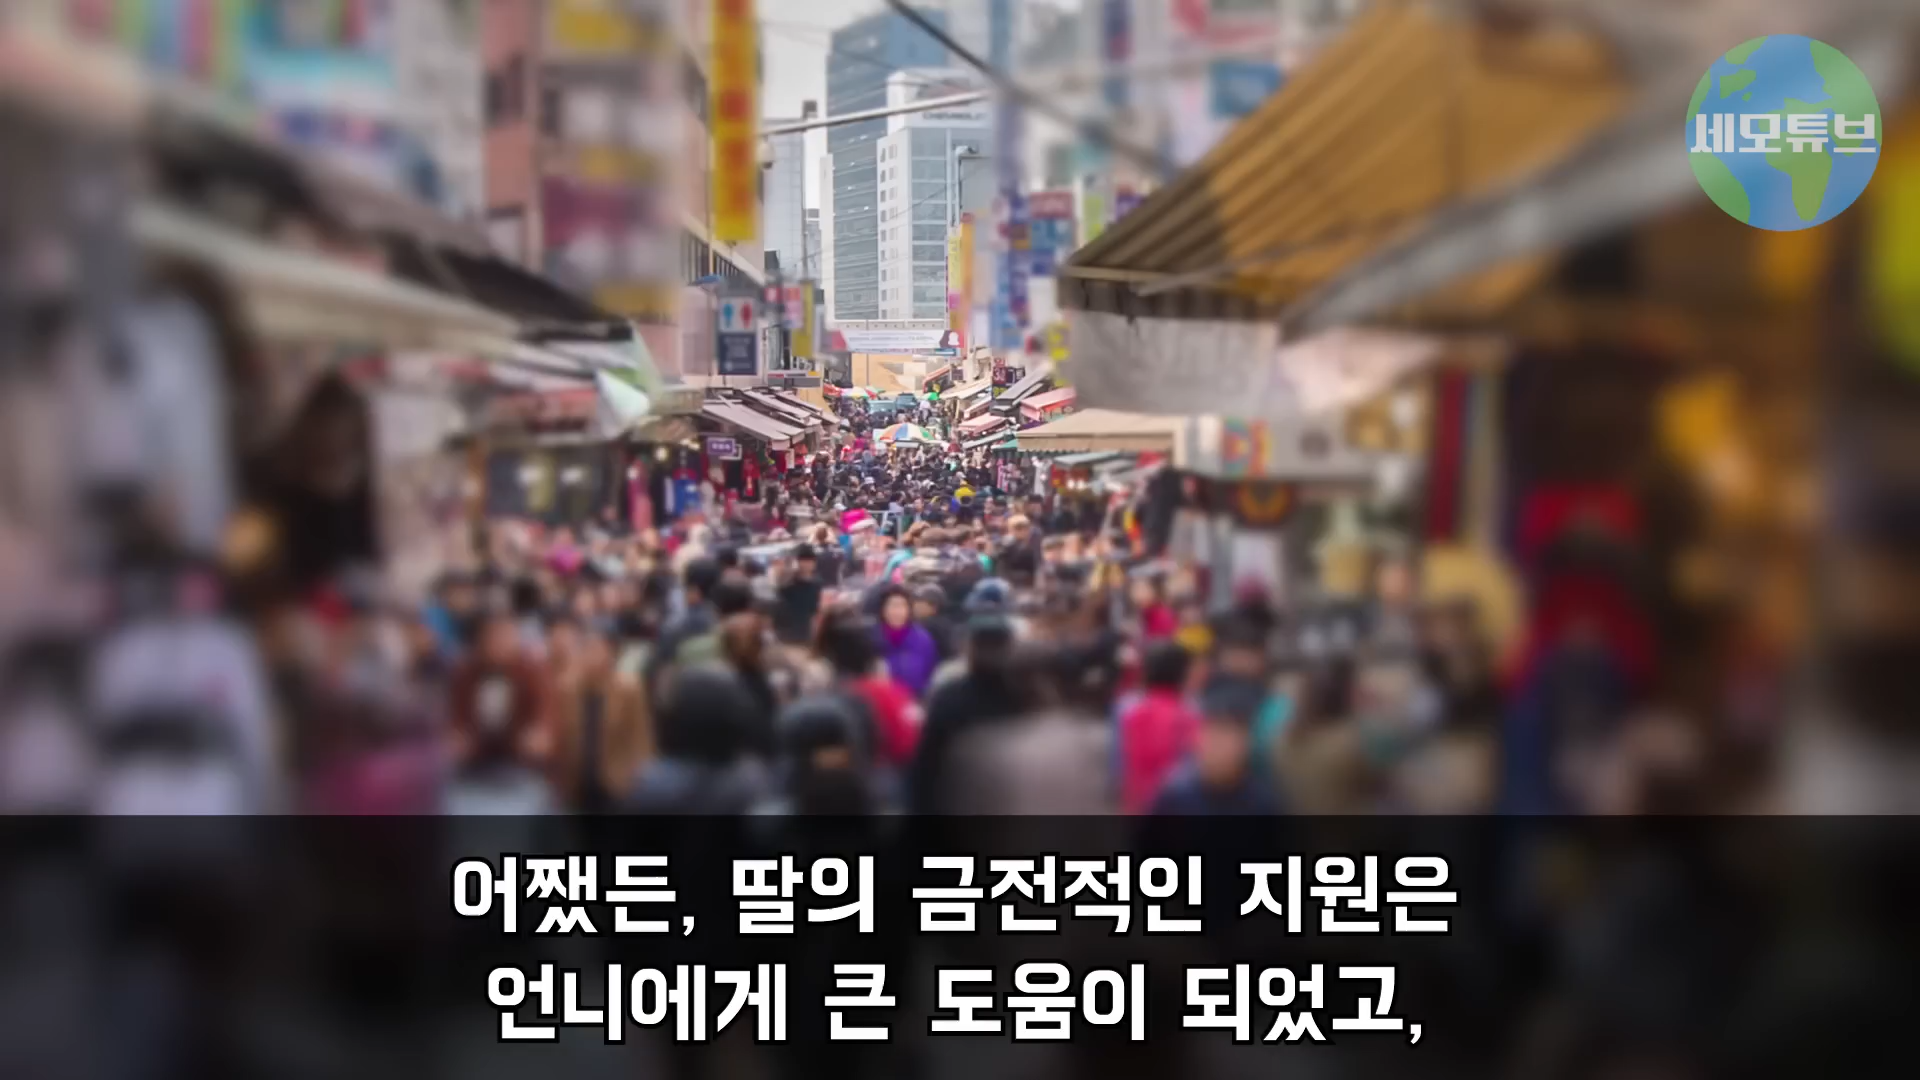 세모튜브
어쨌든, 딸의 금전적인 지원은
언니에게 큰 도움이 되었고,